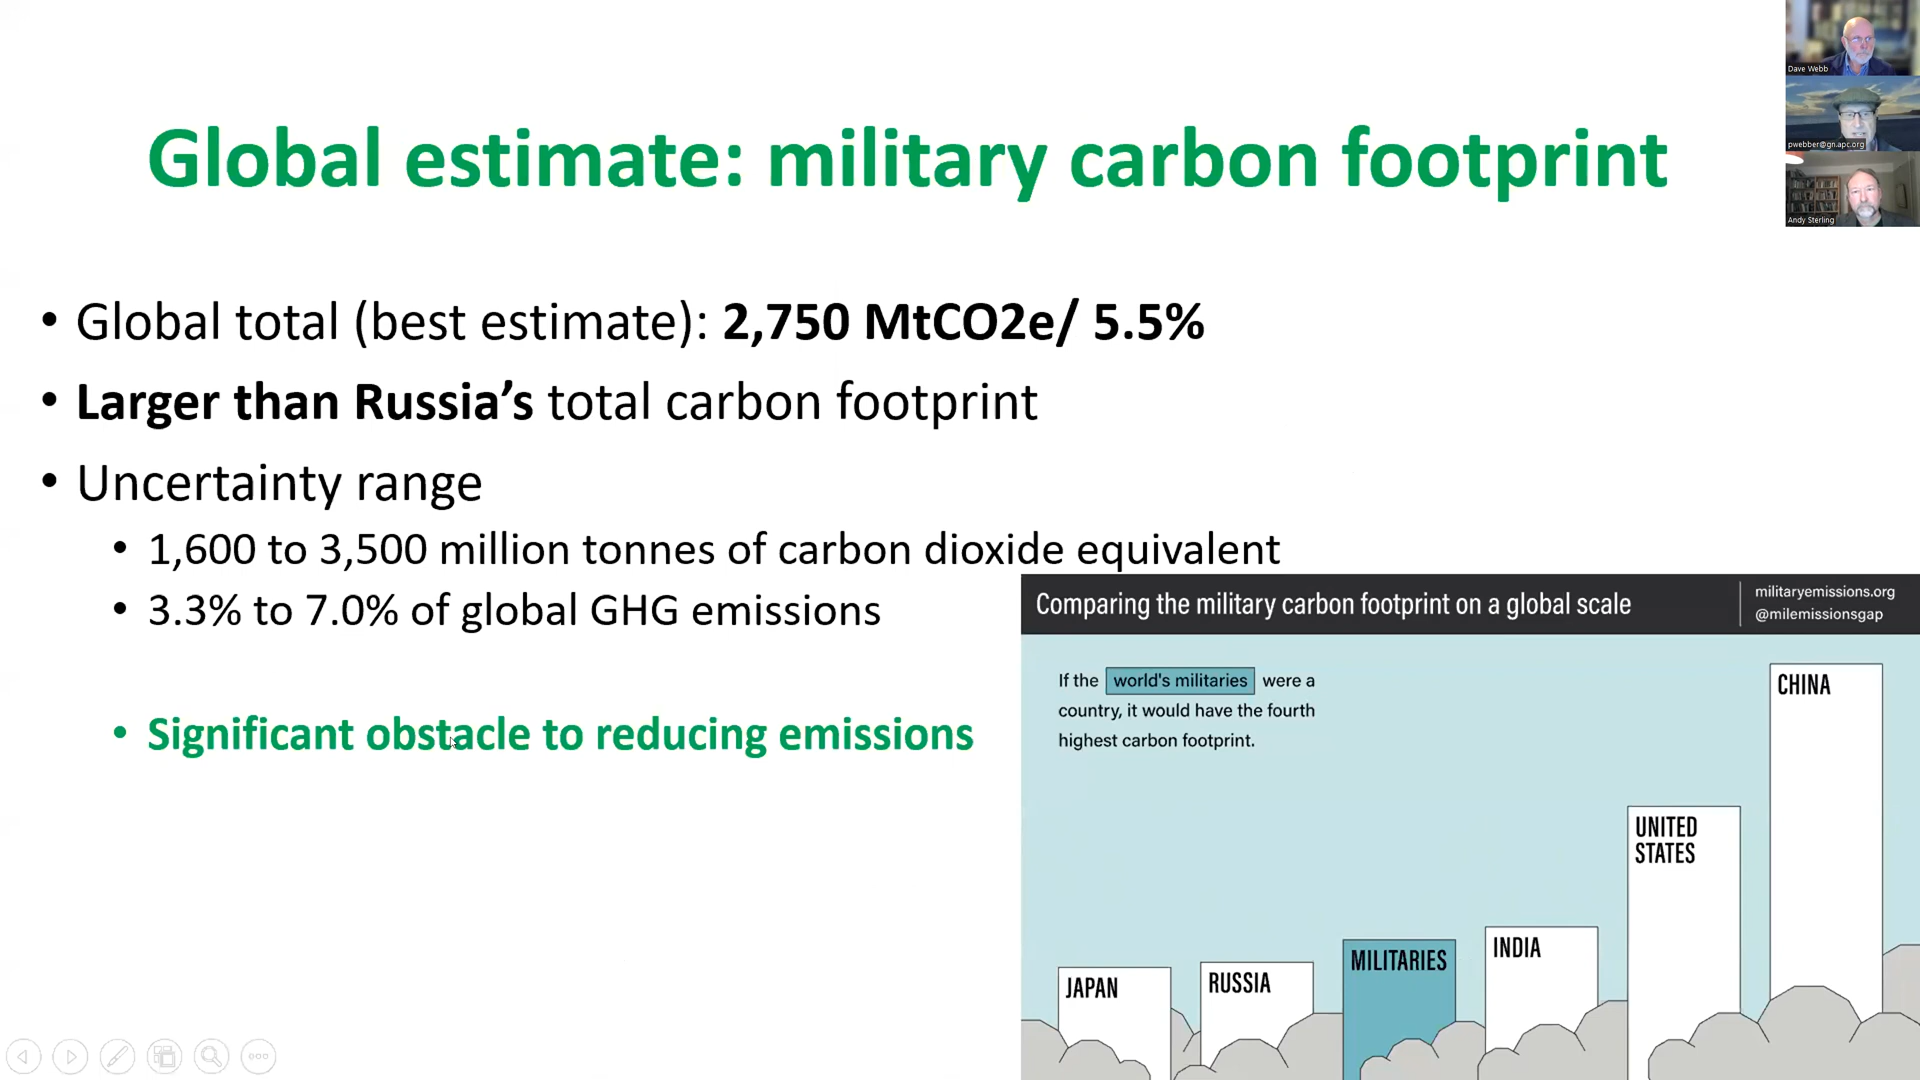 Global estimate: military carbon footprint
Dave Webb
pwebber@gn.apc.org
Andy Sterling
• Global total (best estimate): 2,750 MtCO2e/ 5.5%
• Larger than Russia’s total carbon footprint
• Uncertainty range
• 1,600 to 3,500 million tonnes of carbon dioxide equivalent
• 3.3% to 7.0% of global GHG emissions
• Significant obstacle to reducing emissions
Comparing the military carbon footprint on a global scale
militaryemissions.org
@milemissionsgap
If the world's militaries were a
country, it would have the fourth
highest carbon footprint.
JAPAN
RUSSIA
MILITARIES
INDIA
UNITED
STATES
CHINA